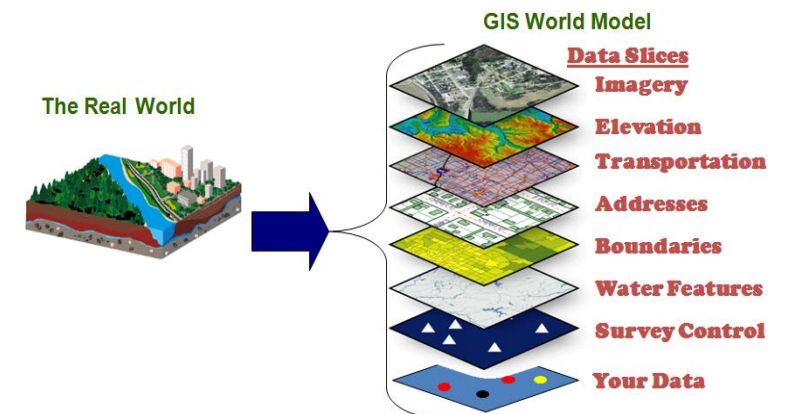 GIS World Model
Data Slices
The Real World
Imagery
Elevation
Transportation
Addresses
Boundaries
Water Features
Survey Control
Your Data